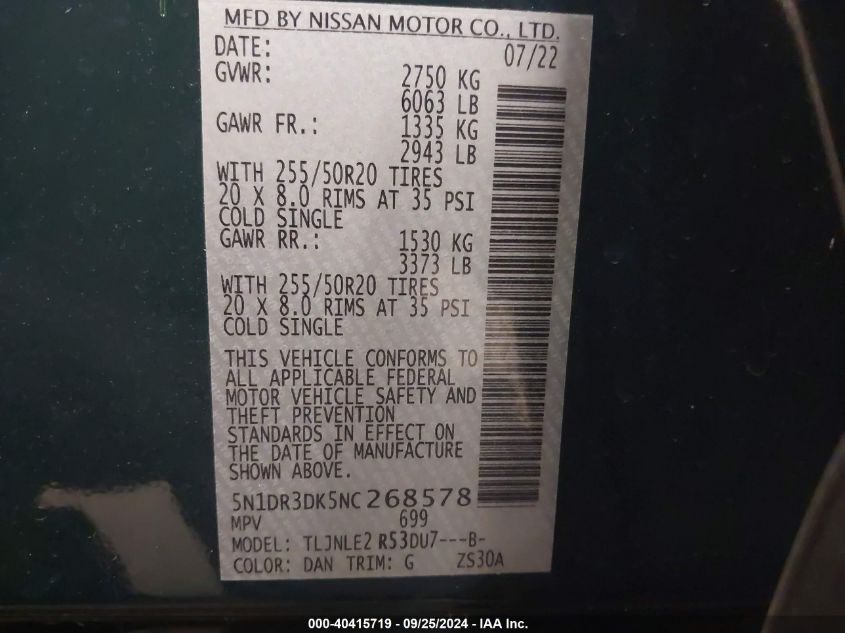 MFD BY NISSAN MOTOR CO., LTD.
DATE: 07/22
GVWR: 2750 KG
6063 LB
GAWR FR.: 1335 KG
2943 LB
WITH 255/50R20 TIRES
20 X 8.0 RIMS AT 35 PSI
COLD SINGLE
GAWR RR.: 1530 KG
3373 LB
WITH 255/50R20 TIRES
20 X 8.0 RIMS AT 35 PSI
COLD SINGLE
THIS VEHICLE CONFORMS TO
ALL APPLICABLE FEDERAL
MOTOR VEHICLE SAFETY AND
THEFT PREVENTION
STANDARDS IN EFFECT ON
THE DATE OF MANUFACTURE
SHOWN ABOVE.
5N1DR3DK5NC268578
MPV 699
MODEL: TLJNLE2 R53DU7---B-
COLOR: DAN TRIM: G ZS30A
000-40415719 - 09/25/2024 - IAA Inc.